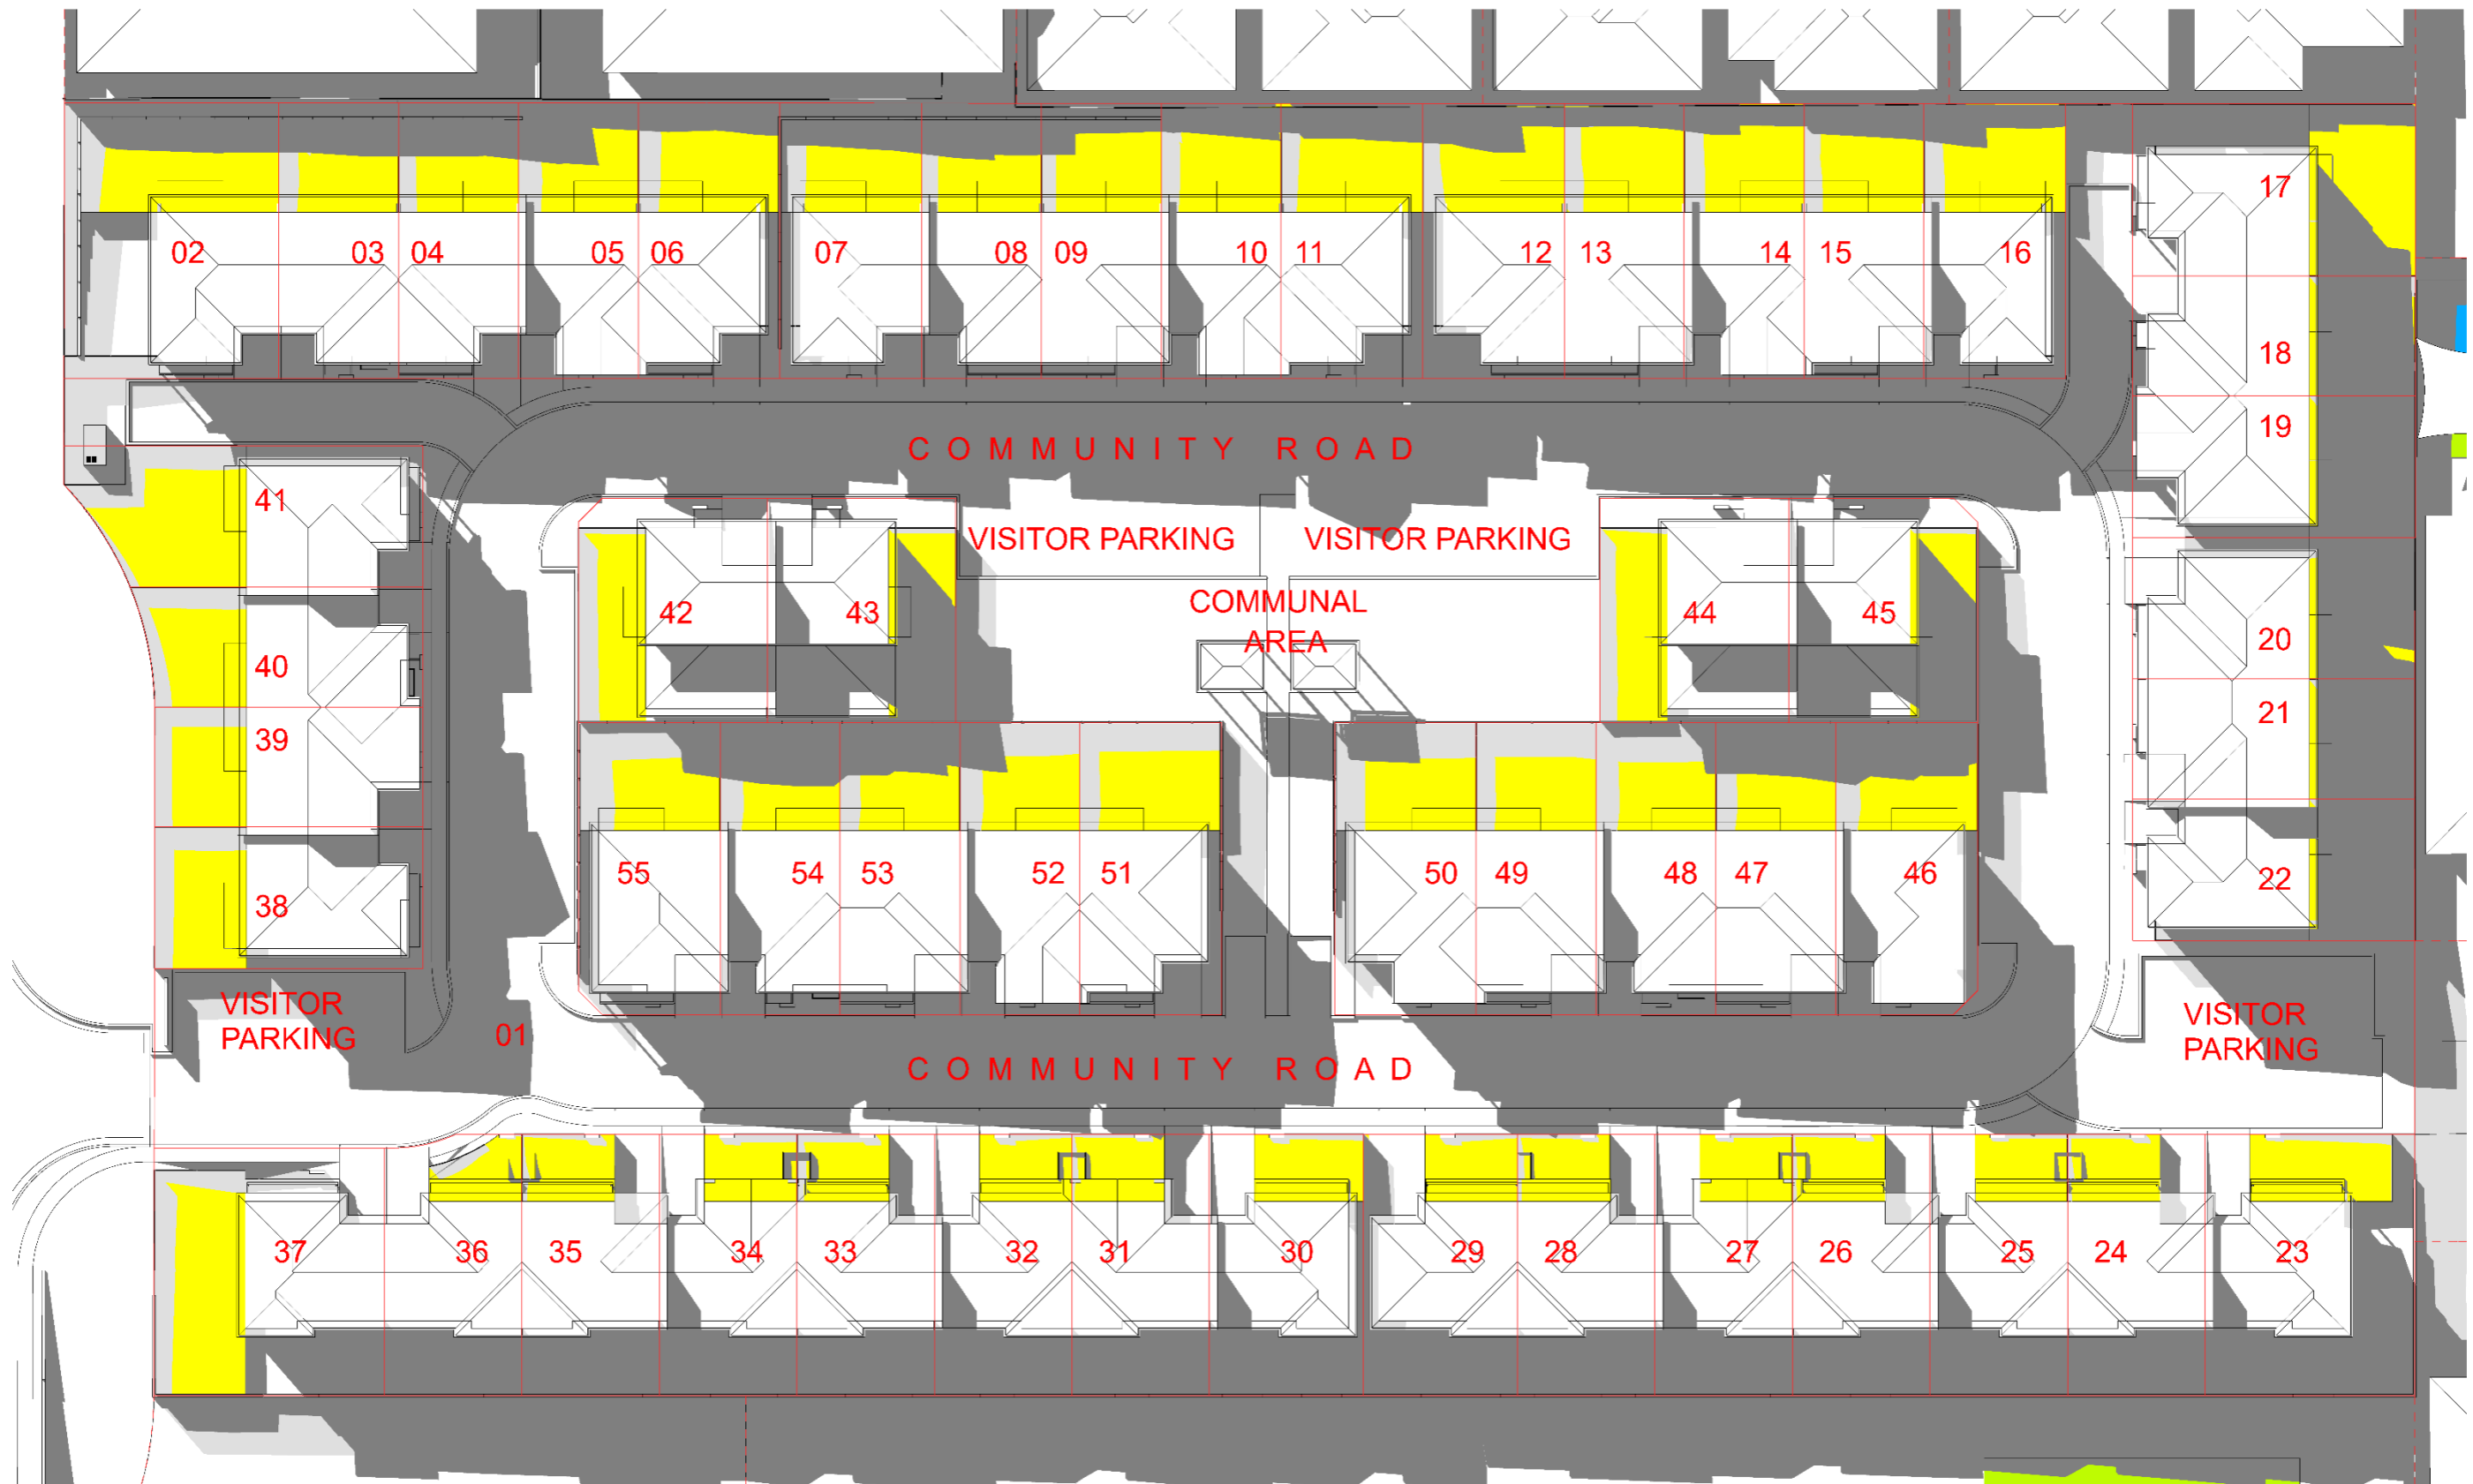 17
02 03 04 05 06 07 08 09 10 11 12 13 14 15 16
18
19
COMMUNITY ROAD
41
VISITOR PARKING VISITOR PARKING
COMMUNAL
AREA
42 43 44 45
20
40
21
39
55 54 53 52 51 50 49 48 47 46
22
38
VISITOR
PARKING
01
VISITOR
PARKING
COMMUNITY ROAD
37 36 35 34 33 32 31 30 29 28 27 26 25 24 23